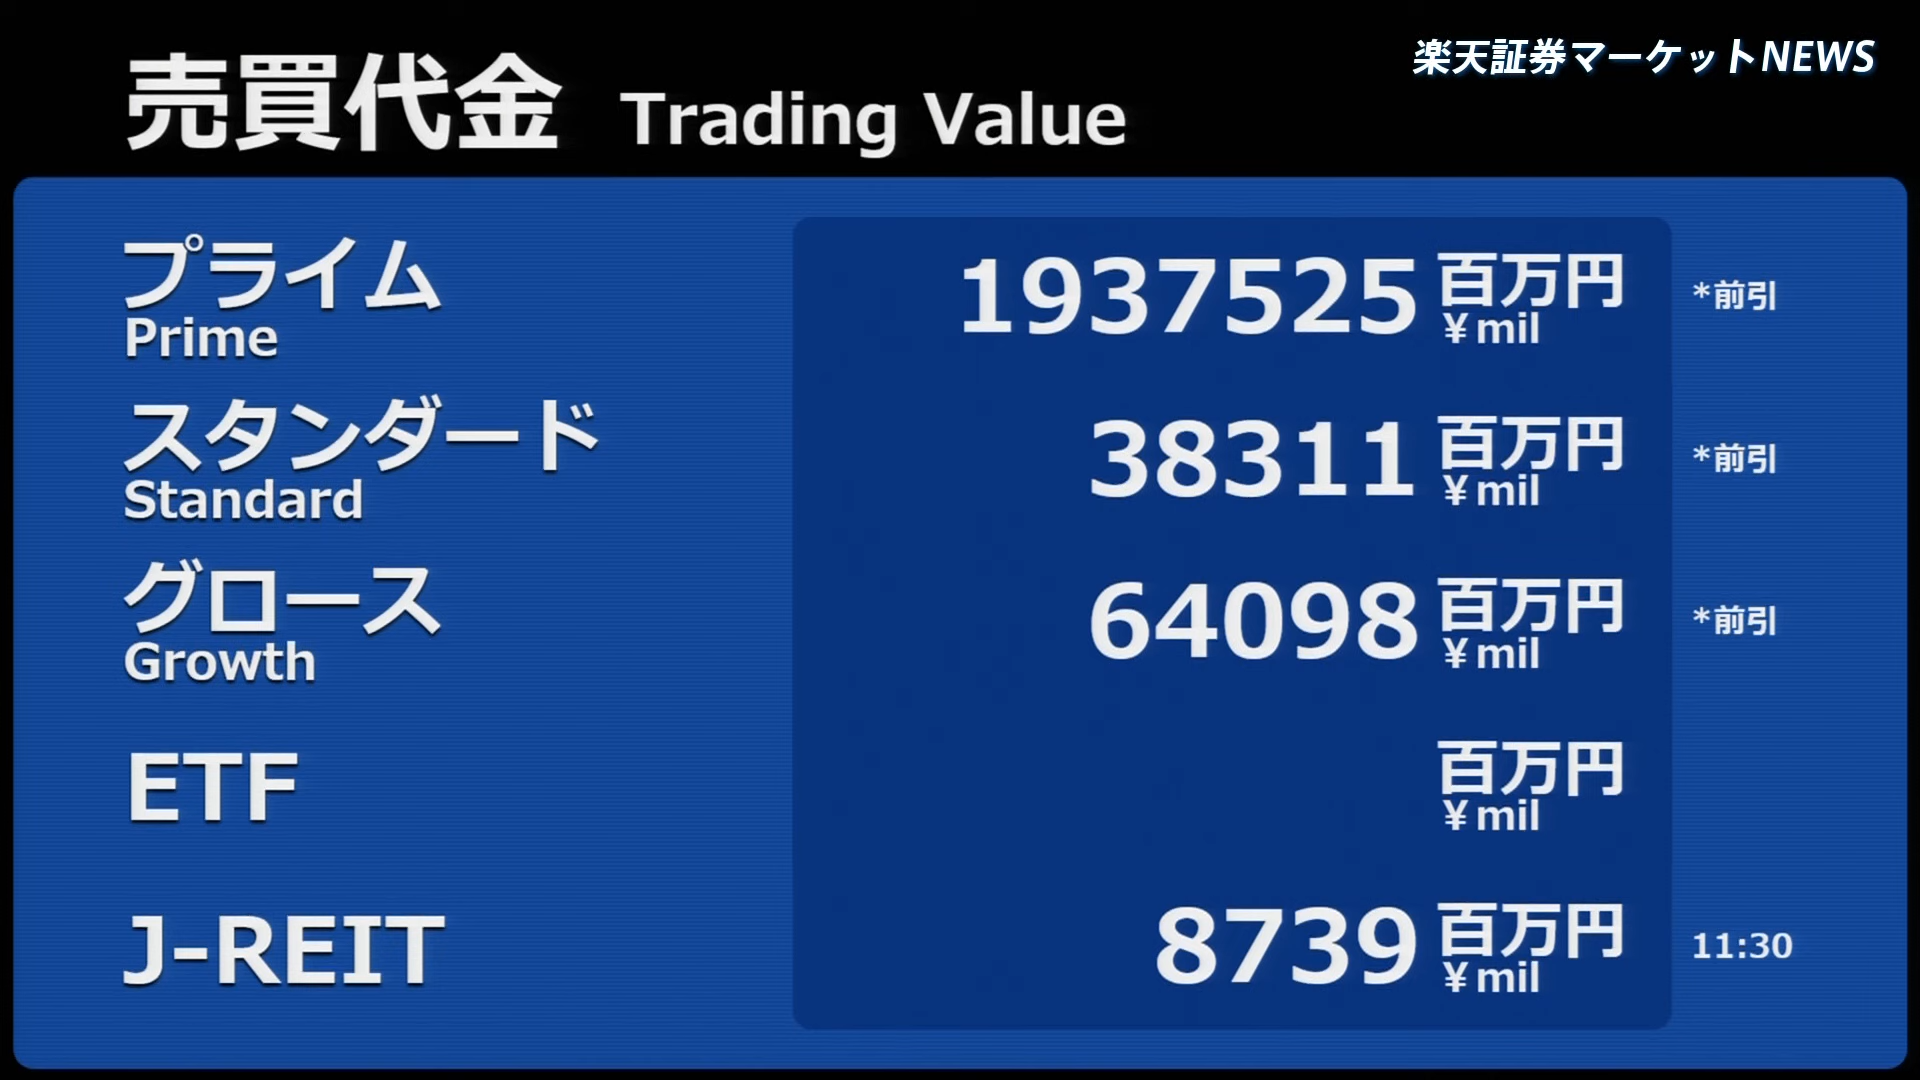 楽天証券マーケットNEWS
売買代金 Trading Value
プライム 1937525 百万円 *前引
Prime ¥mil
スタンダード 38311 百万円 *前引
Standard ¥mil
グロース 64098 百万円 *前引
Growth ¥mil
ETF 百万円
¥mil
J-REIT 8739 百万円 11:30
¥mil